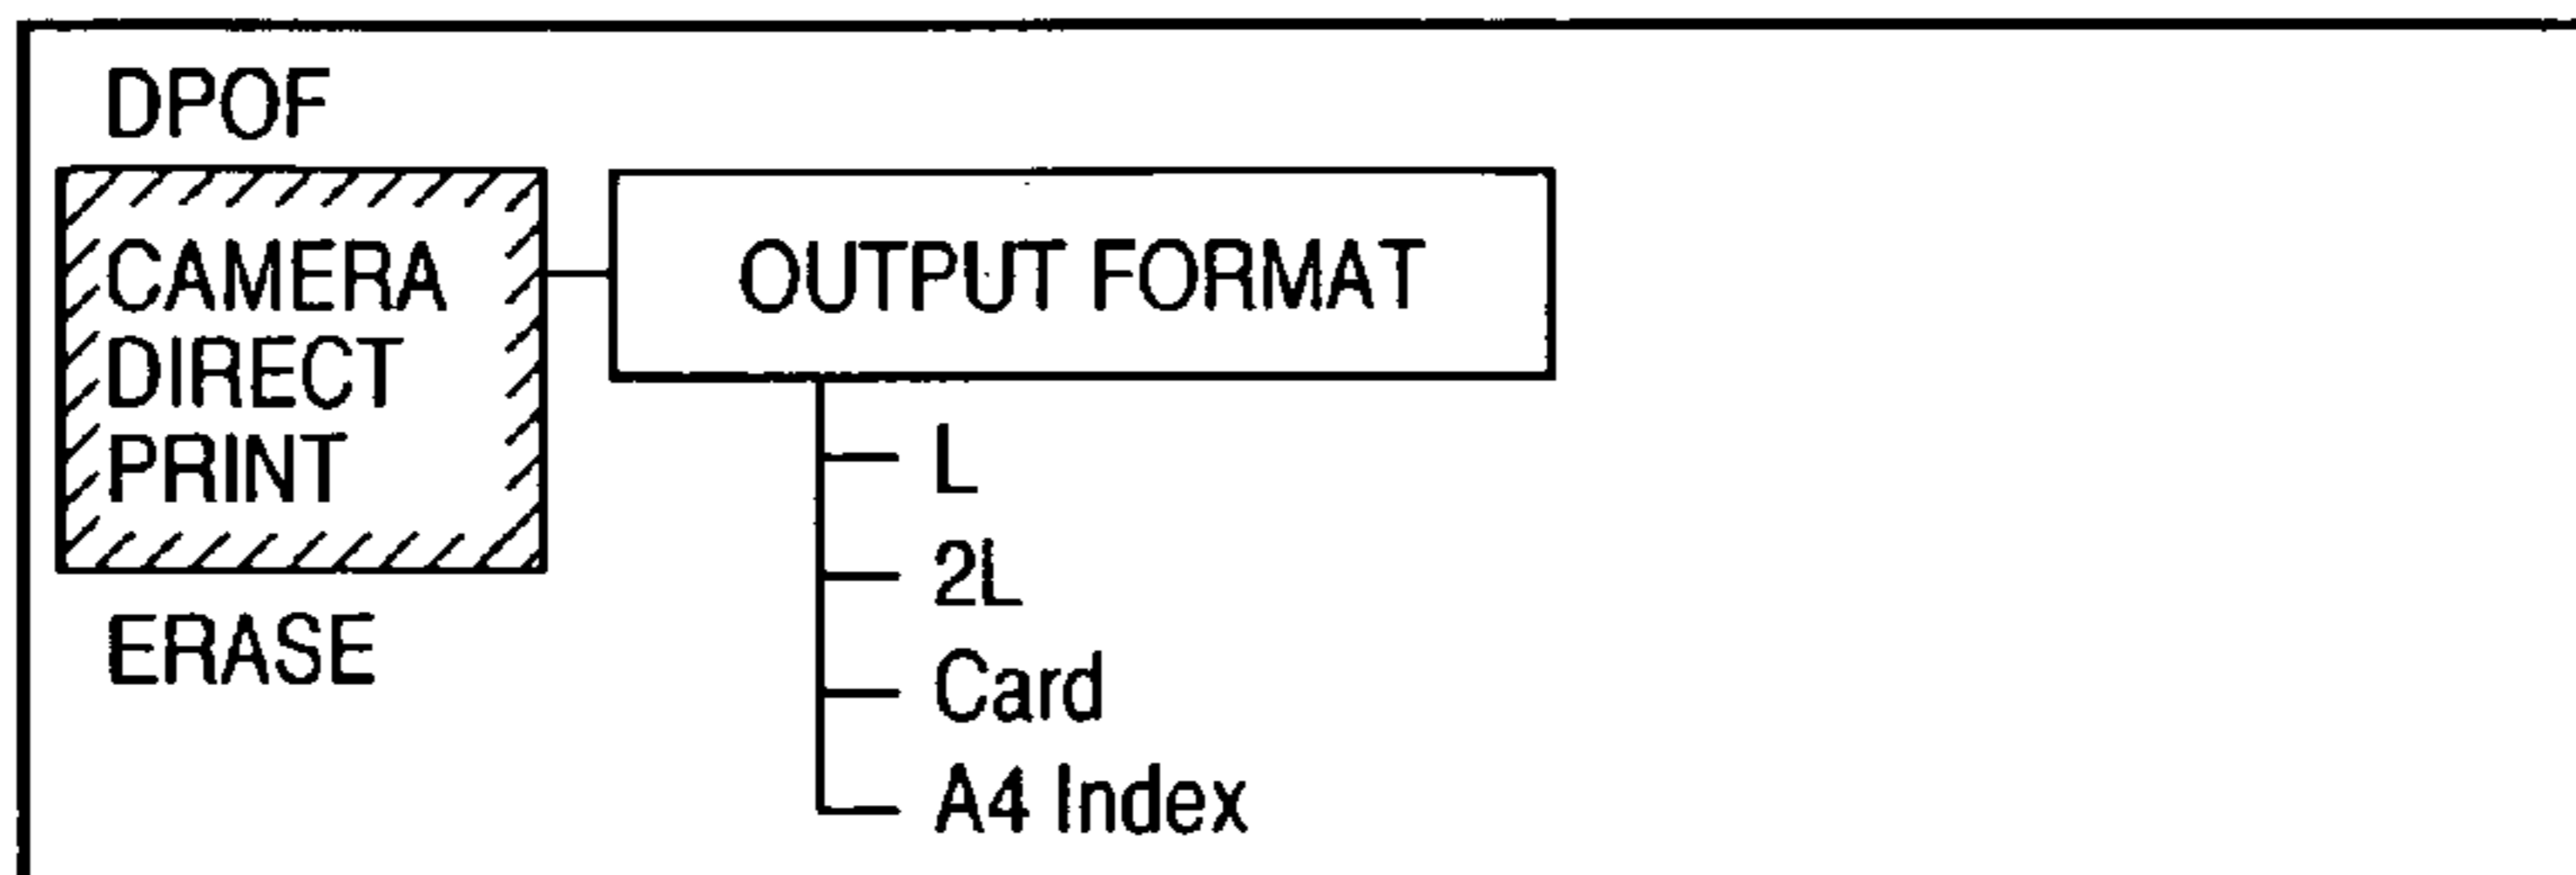 DPOF
CAMERA
DIRECT
PRINT
OUTPUT FORMAT
L
2L
Card
A4 Index
ERASE